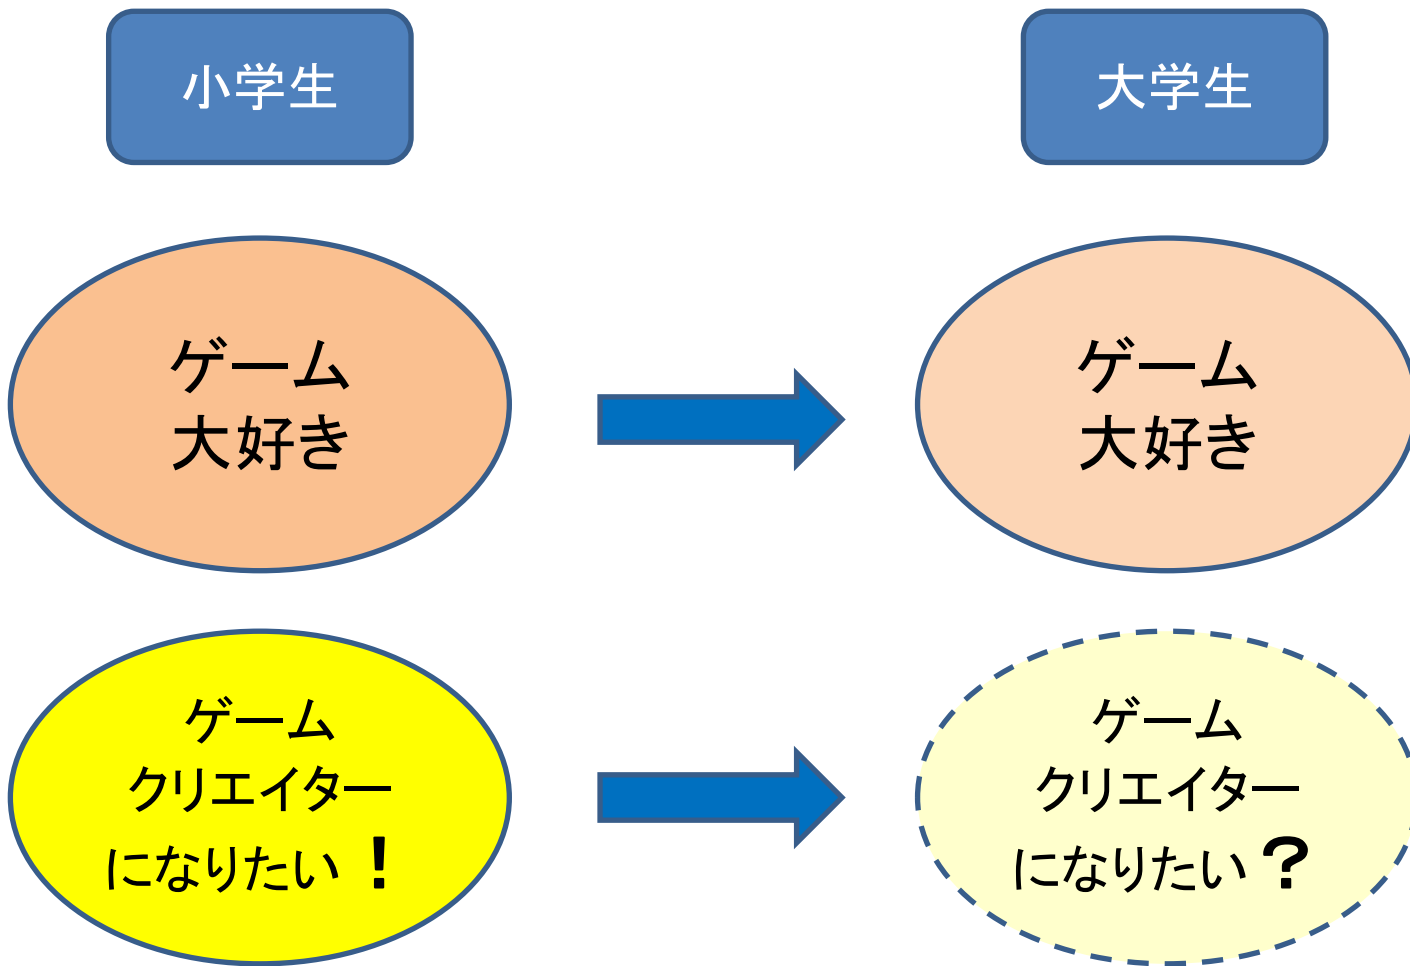 小学生
大学生
ゲーム
大好き
ゲーム
大好き
ゲーム
クリエイター
になりたい！
ゲーム
クリエイター
になりたい？